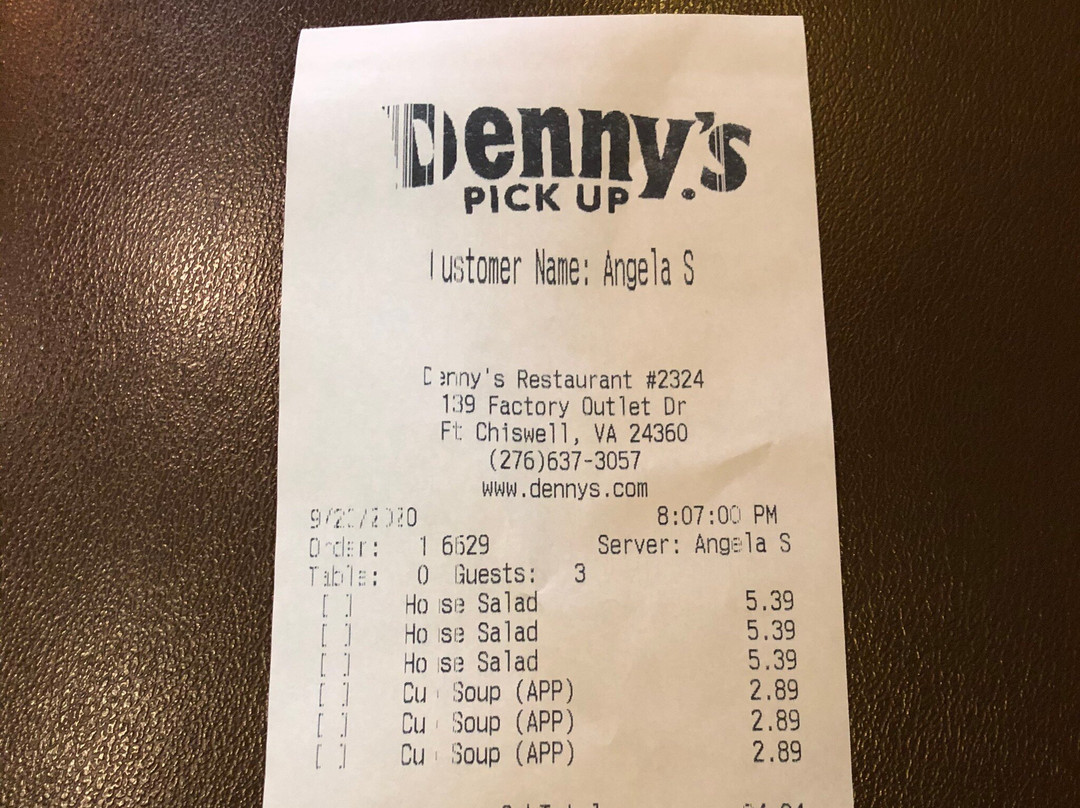 Denny's
PICK UP
Customer Name: Angela S
Denny's Restaurant #2324
139 Factory Outlet Dr
Ft Chiswell, VA 24360
(276)637-3057
www.dennys.com
8:07:00 PM
Order: Server: Angela S
Table: 0 Guests: 3
[ ] House Salad 5.39
[ ] House Salad 5.39
[ ] House Salad 5.39
[ ] Cup Soup (APP) 2.89
[ ] Cup Soup (APP) 2.89
[ ] Cup Soup (APP) 2.89